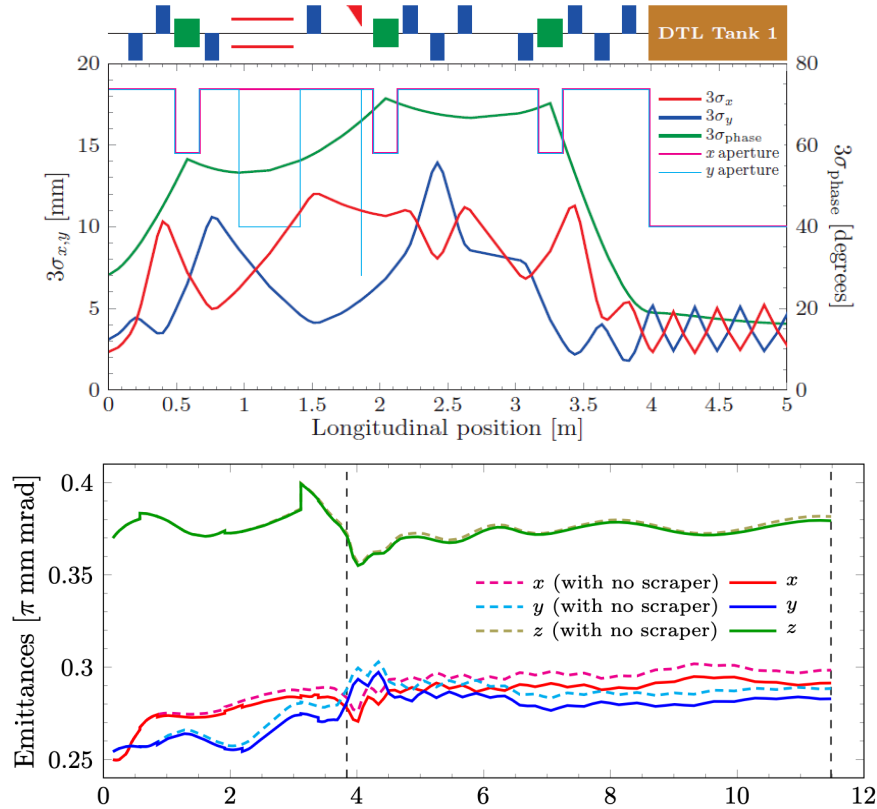 DTL Tank 1
20
80
3σx
3σy
3σphase
x aperture
y aperture
15
60
10
40
5
20
0
0
3σx,y [mm]
3σphase [degrees]
0
0.5
1
1.5
2
2.5
3
3.5
4
4.5
5
Longitudinal position [m]
0.4
0.35
0.3
0.25
Emittances [π mm mrad]
x (with no scraper) x
y (with no scraper) y
z (with no scraper) z
0
2
4
6
8
10
12